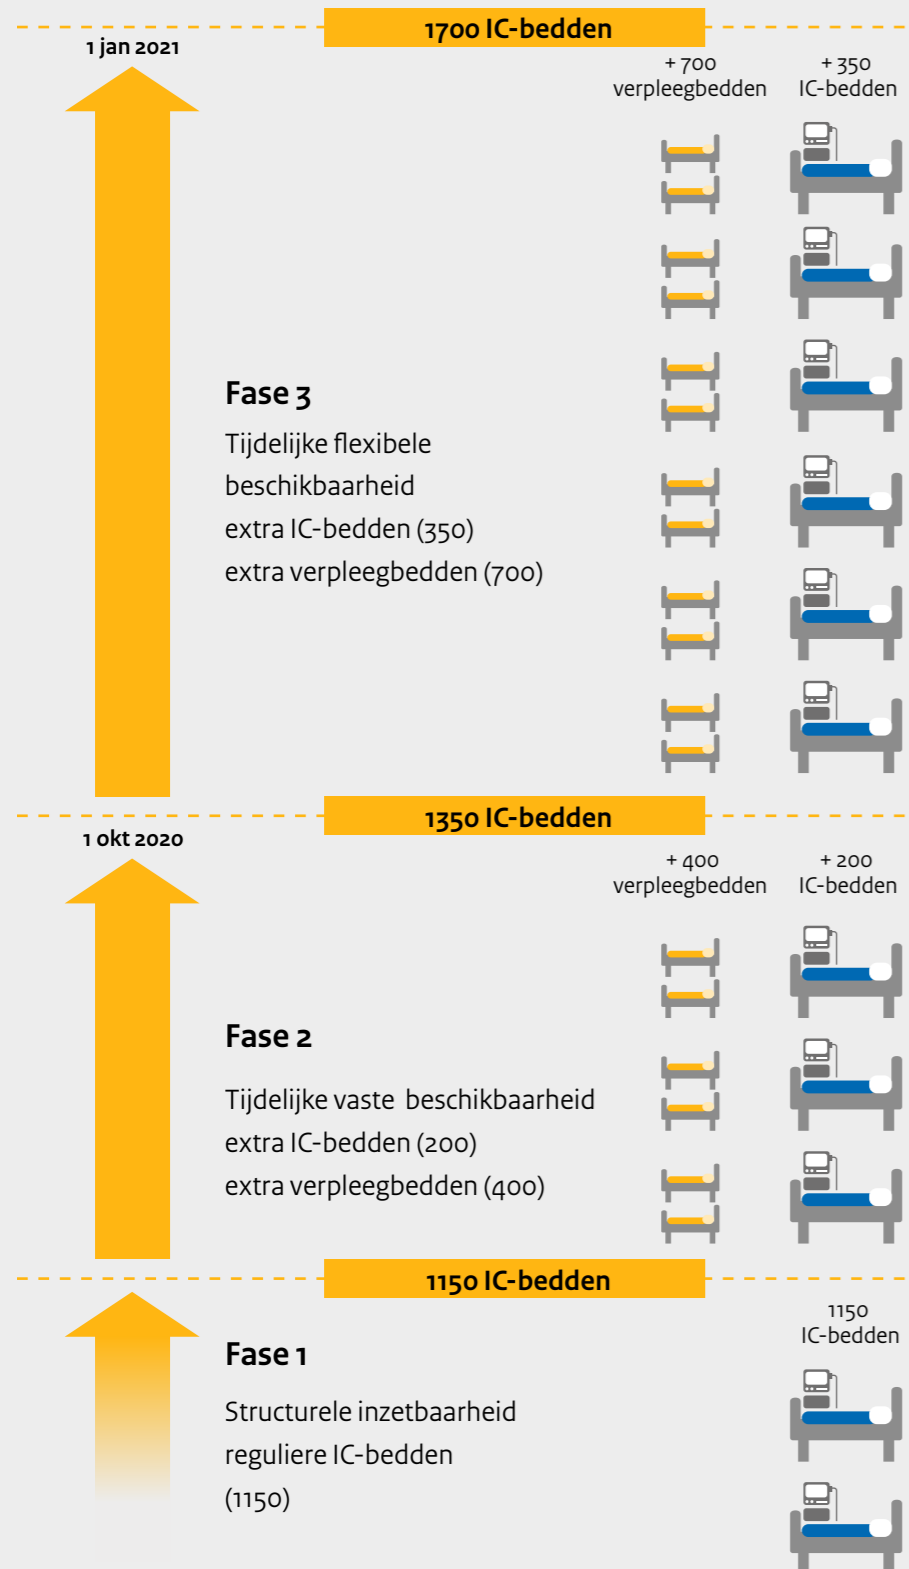 1700 IC-bedden
1 jan 2021
+ 700
verpleegbedden
+ 350
IC-bedden
Fase 3
Tijdelijke flexibele
beschikbaarheid
extra IC-bedden (350)
extra verpleegbedden (700)
1350 IC-bedden
1 okt 2020
+ 400
verpleegbedden
+ 200
IC-bedden
Fase 2
Tijdelijke vaste beschikbaarheid
extra IC-bedden (200)
extra verpleegbedden (400)
1150 IC-bedden
1150
IC-bedden
Fase 1
Structurele inzetbaarheid
reguliere IC-bedden
(1150)